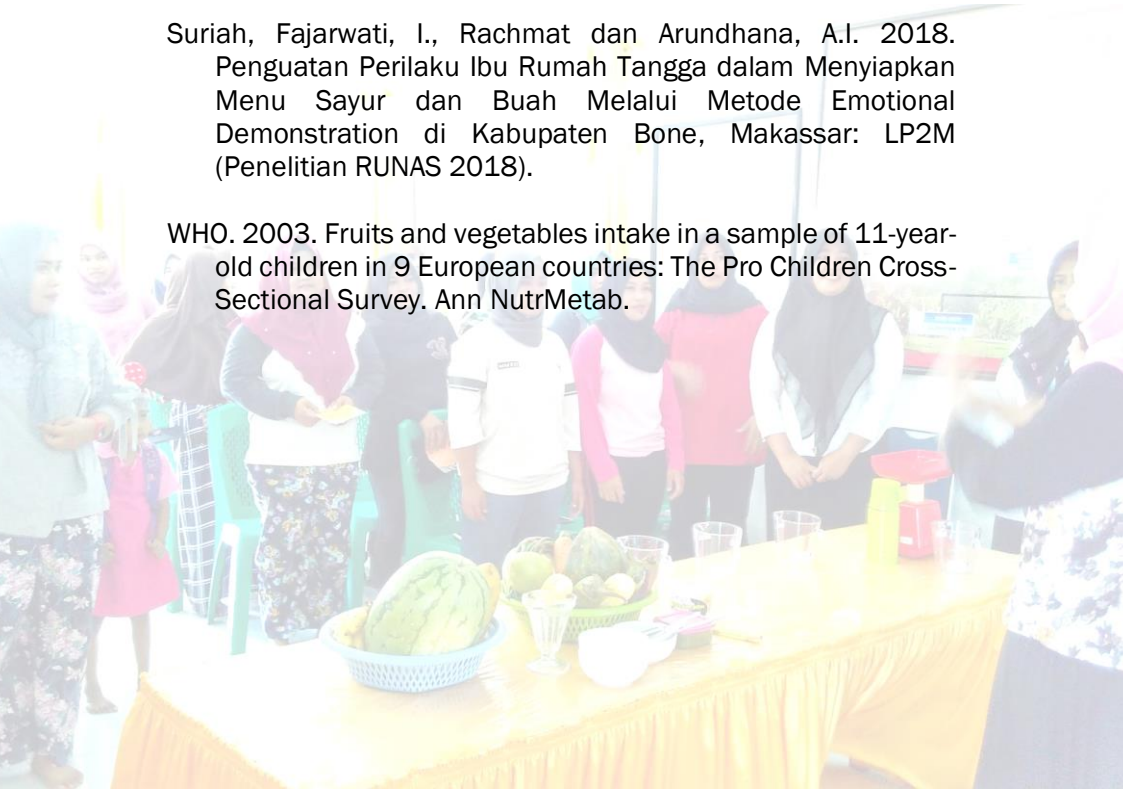 Suriah, Fajarwati, I., Rachmat dan Arundhana, A.I. 2018.
Penguatan Perilaku Ibu Rumah Tangga dalam Menyiapkan
Menu Sayur dan Buah Melalui Metode Emotional
Demonstration di Kabupaten Bone, Makassar: LP2M
(Penelitian RUNAS 2018).
WHO. 2003. Fruits and vegetables intake in a sample of 11-year-
old children in 9 European countries: The Pro Children Cross-
Sectional Survey. Ann NutrMetab.